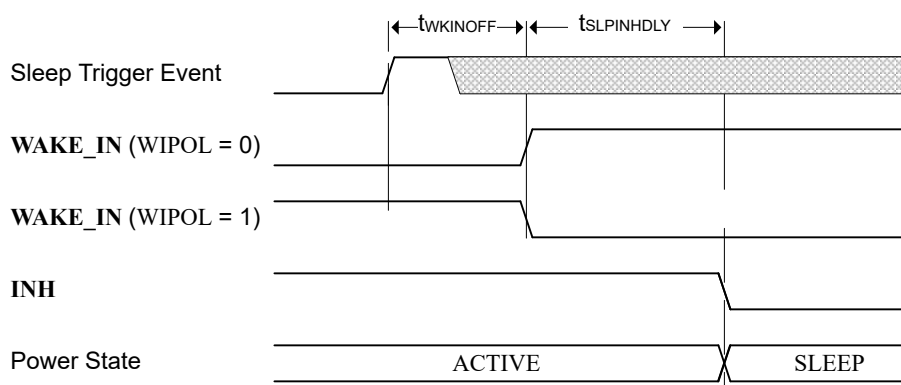 tWKINOFF tSLPINHDLY
Sleep Trigger Event
WAKE_IN (WIPOL = 0)
WAKE_IN (WIPOL = 1)
INH
Power State ACTIVE SLEEP